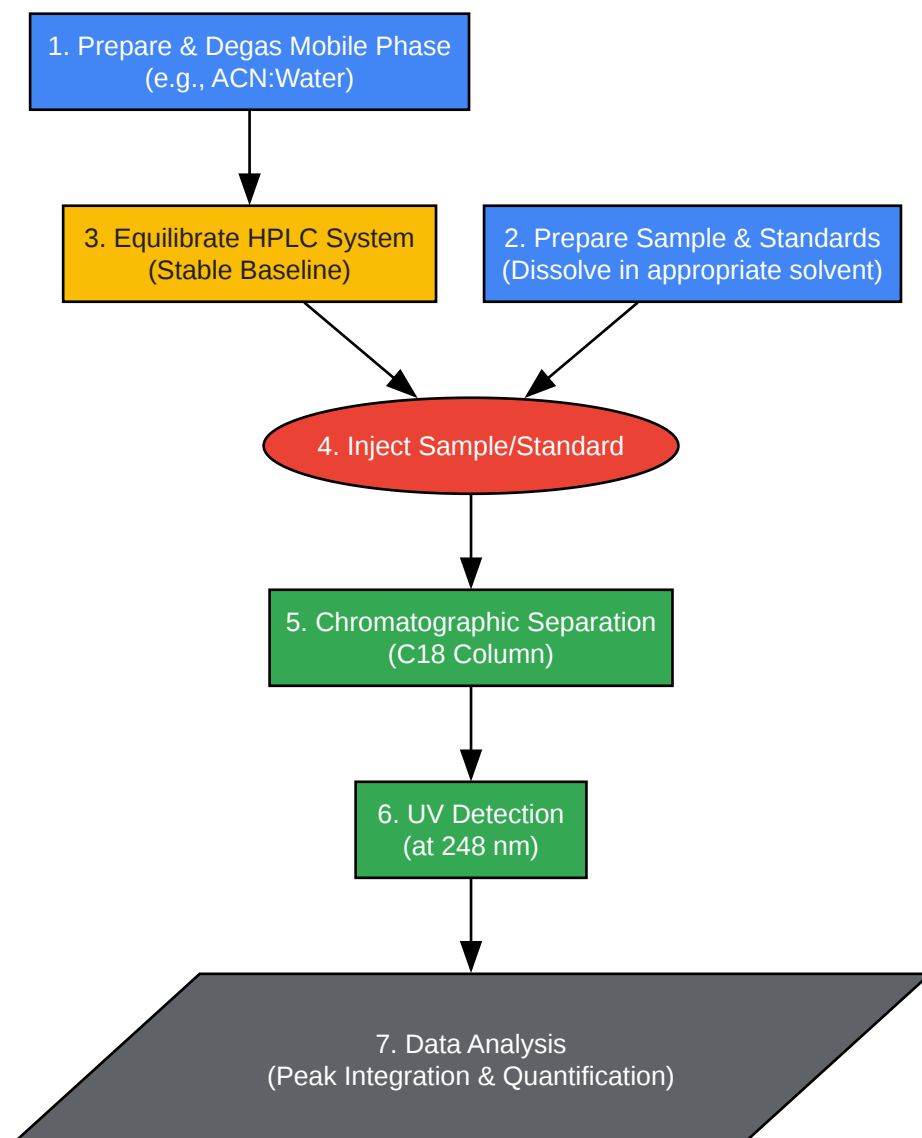 1. Prepare & Degas Mobile Phase
(e.g., ACN:Water)
3. Equilibrate HPLC System
(Stable Baseline)
2. Prepare Sample & Standards
(Dissolve in appropriate solvent)
4. Inject Sample/Standard
5. Chromatographic Separation
(C18 Column)
6. UV Detection
(at 248 nm)
7. Data Analysis
(Peak Integration & Quantification)